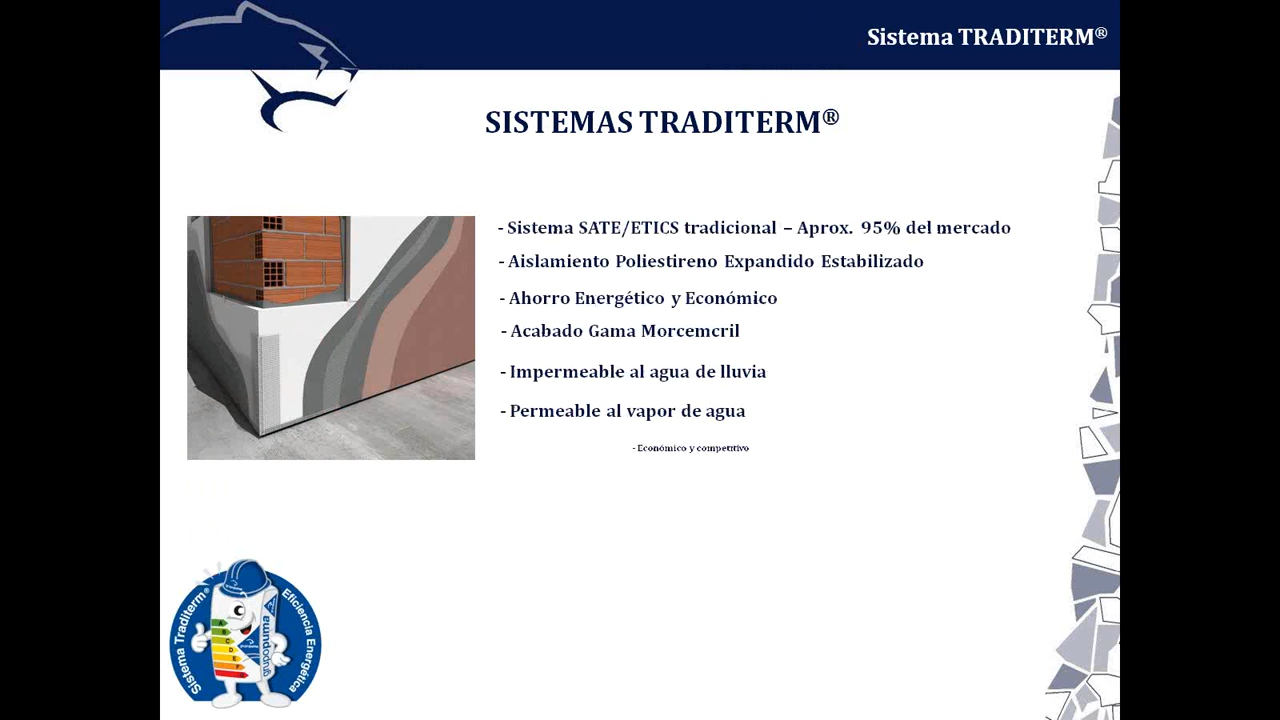 Sistema TRADITERM®
SISTEMAS TRADITERM®
- Sistema SATE/ETICS tradicional – Aprox. 95% del mercado
- Aislamiento Poliestireno Expandido Estabilizado
- Ahorro Energético y Económico
- Acabado Gama Morcemcril
- Impermeable al agua de lluvia
- Permeable al vapor de agua
- Económico y competitivo
Sistema Traditerm®
Eficiencia Energética
grupopuma
A
B
C
D
E
F
G